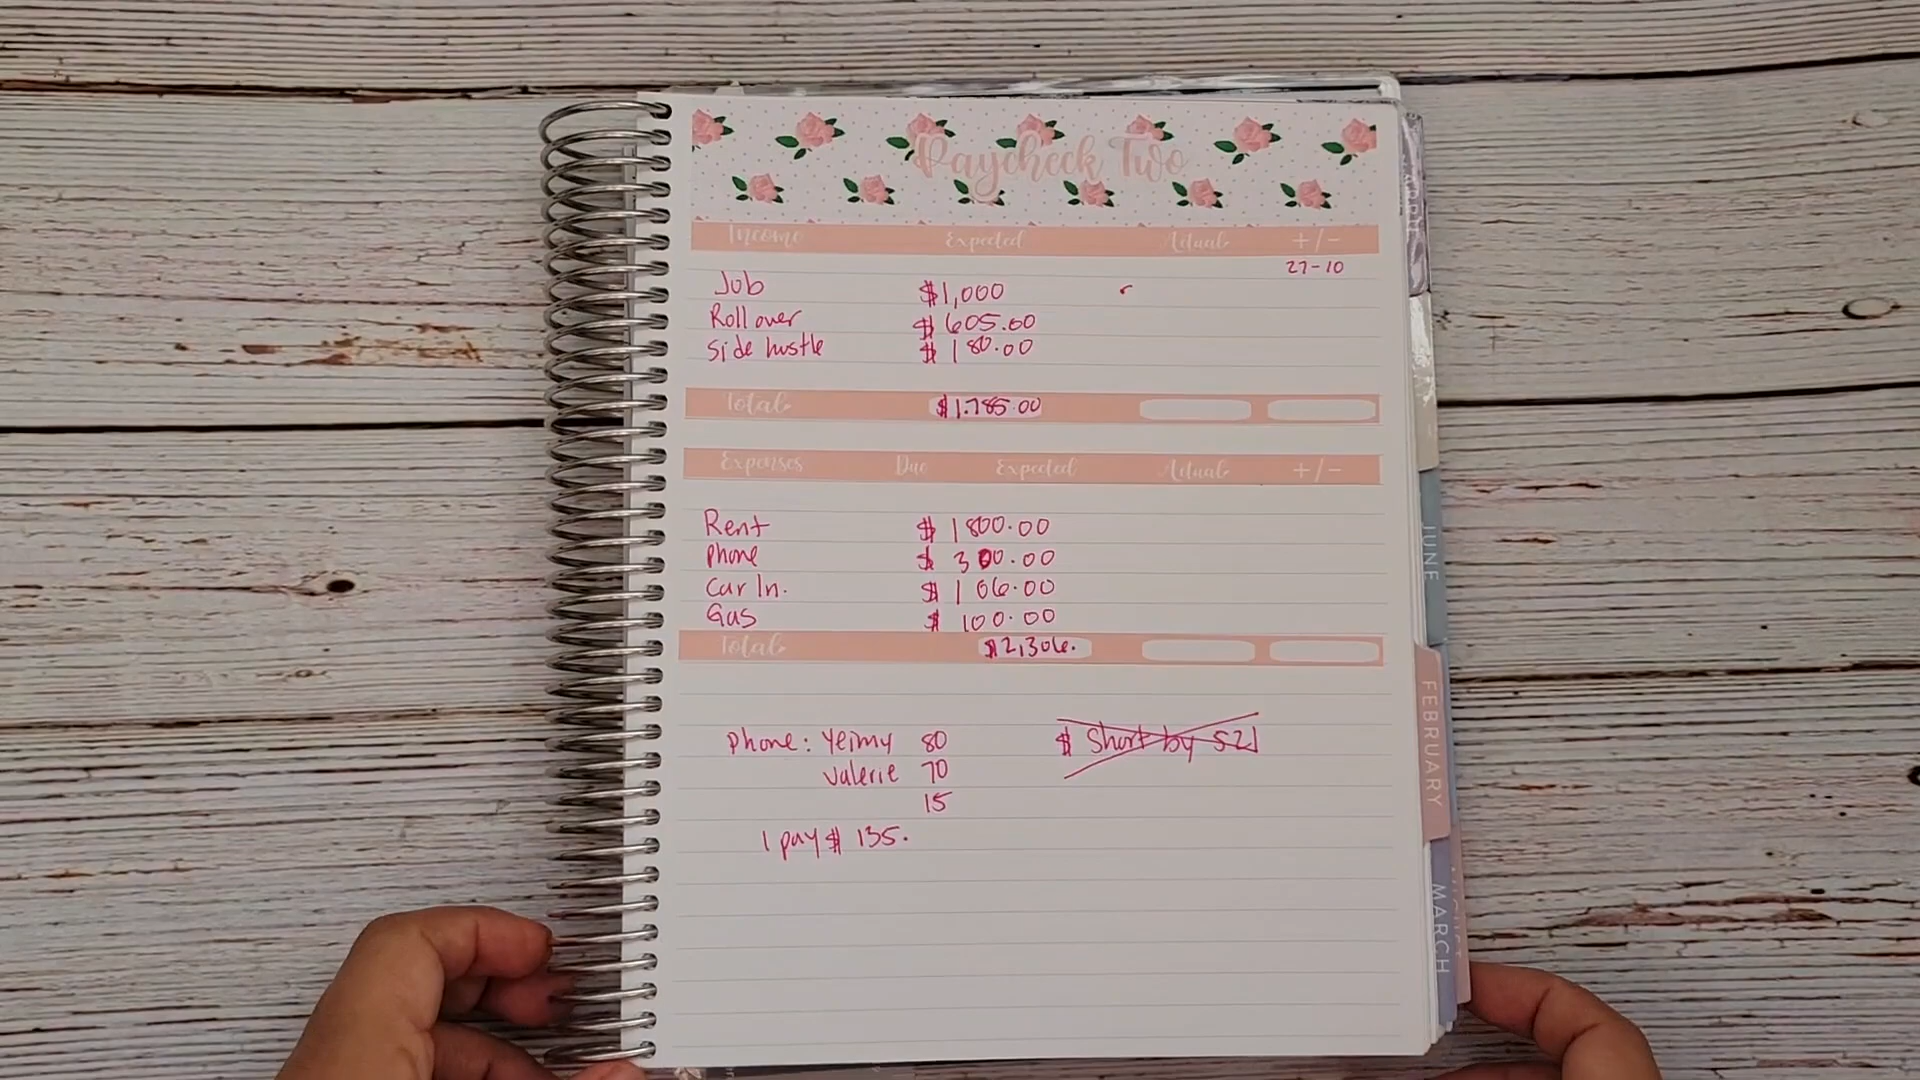 Paycheck Two
Income Expected Actual +/-
27-10
Job $1,000
Roll over $605.00
Side hustle $180.00
Total $1.785.00
Expenses Due Expected Actual +/-
Rent $1800.00
phone $300.00
Car In. $106.00
Gas $100.00
Total $2,306.
phone: Yeimy 80
Valerie 70
15
I pay $ 135.
$ Short by 521
JUNE
FEBRUARY
MARCH